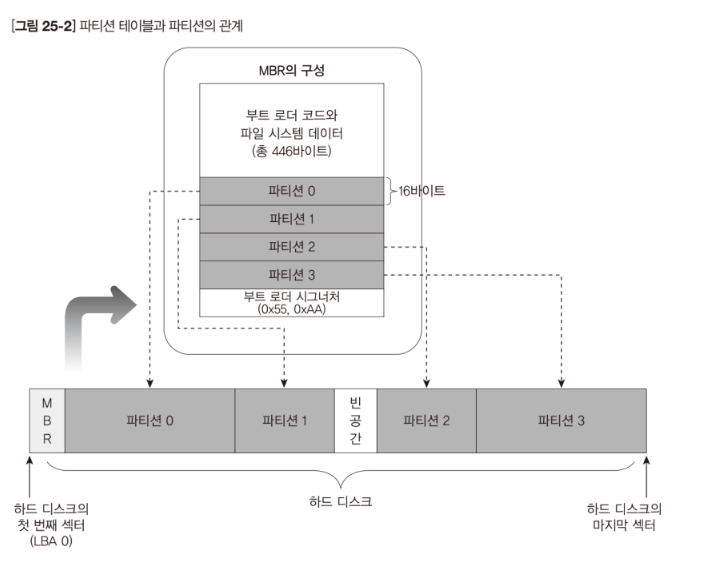 [그림 25-2] 파티션 테이블과 파티션의 관계
MBR의 구성
부트 로더 코드와
파일 시스템 데이터
(총 446바이트)
파티션 0
16바이트
파티션 1
파티션 2
파티션 3
부트 로더 시그너처
(0x55, 0xAA)
M
B
R
파티션 0
파티션 1
빈
공
간
파티션 2
파티션 3
하드 디스크
하드 디스크의
첫 번째 섹터
(LBA 0)
하드 디스크의
마지막 섹터